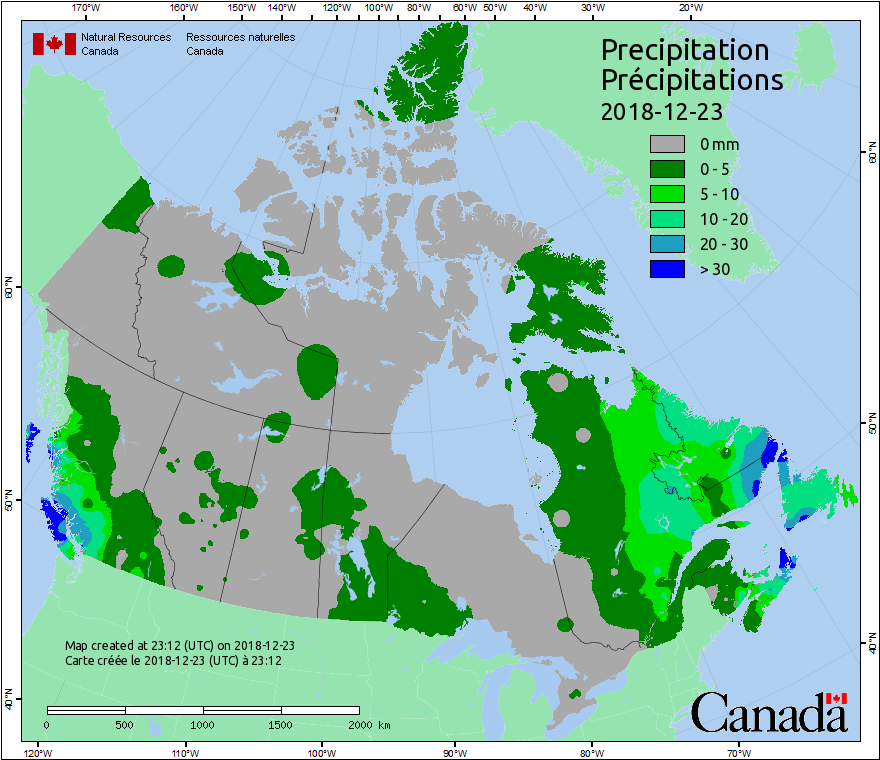 170°W 160°W 150°W 140°W 130°W 120°W 110°W 100°W 90°W 80°W 60°W 50°W 40°W 30°W 20°W
Natural Resources Ressources naturelles
Canada Canada
Precipitation
Précipitations
2018-12-23
0 mm
0 - 5
5 - 10
10 - 20
20 - 30
> 30
60°N
60°N
50°N
50°N
40°N
40°N
Map created at 23:12 (UTC) on 2018-12-23
Carte créée le 2018-12-23 (UTC) à 23:12
0 500 1000 1500 2000 km
Canada
120°W 110°W 100°W 90°W 80°W 70°W